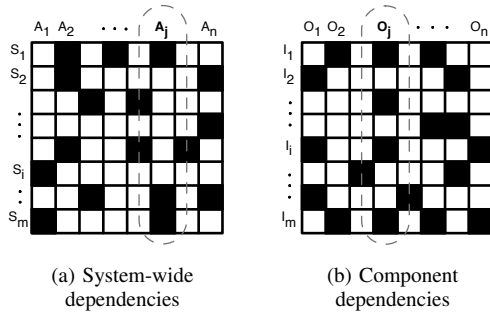 A1 A2 · · · Aj An
S1
S2
· · ·
Si
· · ·
Sm
O1 O2 Oj · · · On
I1
I2
· · ·
Ii
· · ·
Im
(a) System-wide
dependencies
(b) Component
dependencies